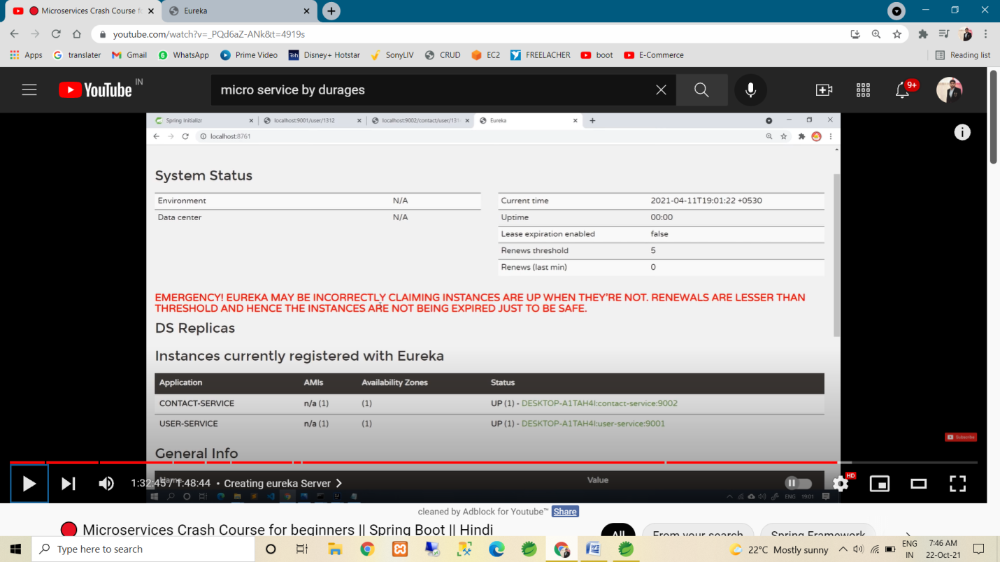 Microservices Crash Course fo
Eureka
youtube.com/watch?v=_PQd6aZ-ANk&t=4919s
Apps translater Gmail WhatsApp Prime Video Disney+ Hotstar SonyLIV CRUD EC2 FREELACHER boot E-Commerce Reading list
YouTube IN
micro service by durages
9+
Spring Initializr localhost:9001/user/1312 localhost:9002/contact/user/131 Eureka
localhost:8761
System Status
Environment N/A
Data center N/A
Current time 2021-04-11T19:01:22 +0530
Uptime 00:00
Lease expiration enabled false
Renews threshold 5
Renews (last min) 0
EMERGENCY! EUREKA MAY BE INCORRECTLY CLAIMING INSTANCES ARE UP WHEN THEY'RE NOT. RENEWALS ARE LESSER THAN
THRESHOLD AND HENCE THE INSTANCES ARE NOT BEING EXPIRED JUST TO BE SAFE.
DS Replicas
Instances currently registered with Eureka
Application AMIs Availability Zones Status
CONTACT-SERVICE n/a (1) (1) UP (1) - DESKTOP-A1TAH4I:contact-service:9002
USER-SERVICE n/a (1) (1) UP (1) - DESKTOP-A1TAH4I:user-service:9001
Subscribe
General Info
Name Value
1:32:45 / 1:48:44 • Creating eureka Server
HD
ENG 19:01
cleaned by Adblock for Youtube™ Share
Microservices Crash Course for beginners || Spring Boot || Hindi
All From your search Spring Framework
Type here to search
22°C Mostly sunny
ENG
IN
7:46 AM
22-Oct-21